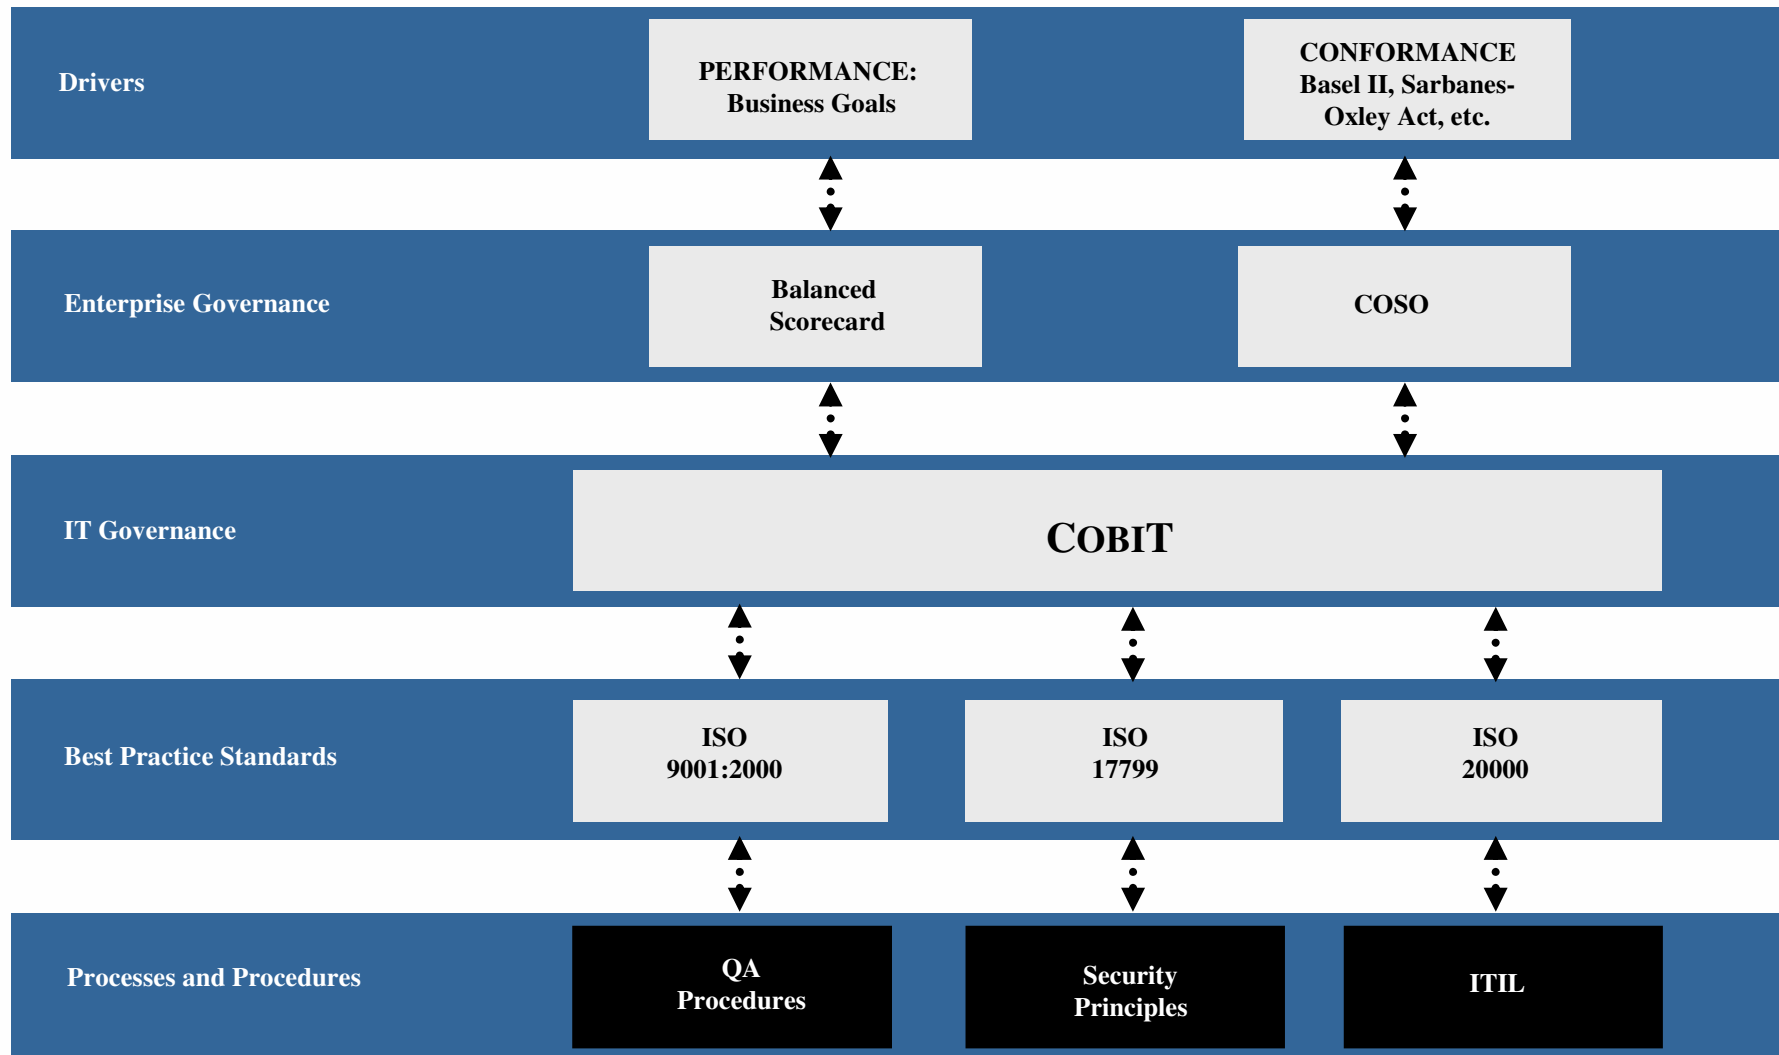 Drivers
PERFORMANCE:
Business Goals
CONFORMANCE
Basel II, Sarbanes-
Oxley Act, etc.
Enterprise Governance
Balanced
Scorecard
COSO
IT Governance
COBIT
Best Practice Standards
ISO
9001:2000
ISO
17799
ISO
20000
Processes and Procedures
QA
Procedures
Security
Principles
ITIL